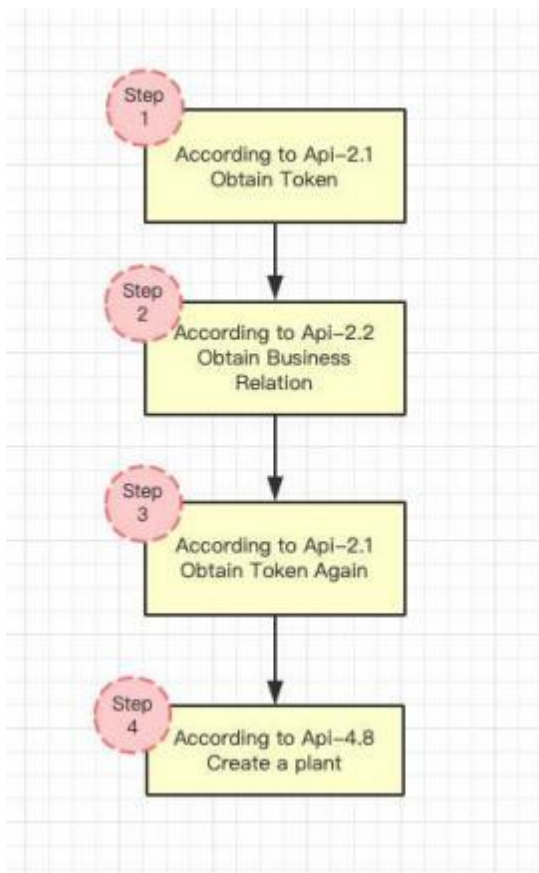 Step
1
According to Api-2.1
Obtain Token
Step
2
According to Api-2.2
Obtain Business
Relation
Step
3
According to Api-2.1
Obtain Token Again
Step
4
According to Api-4.8
Create a plant